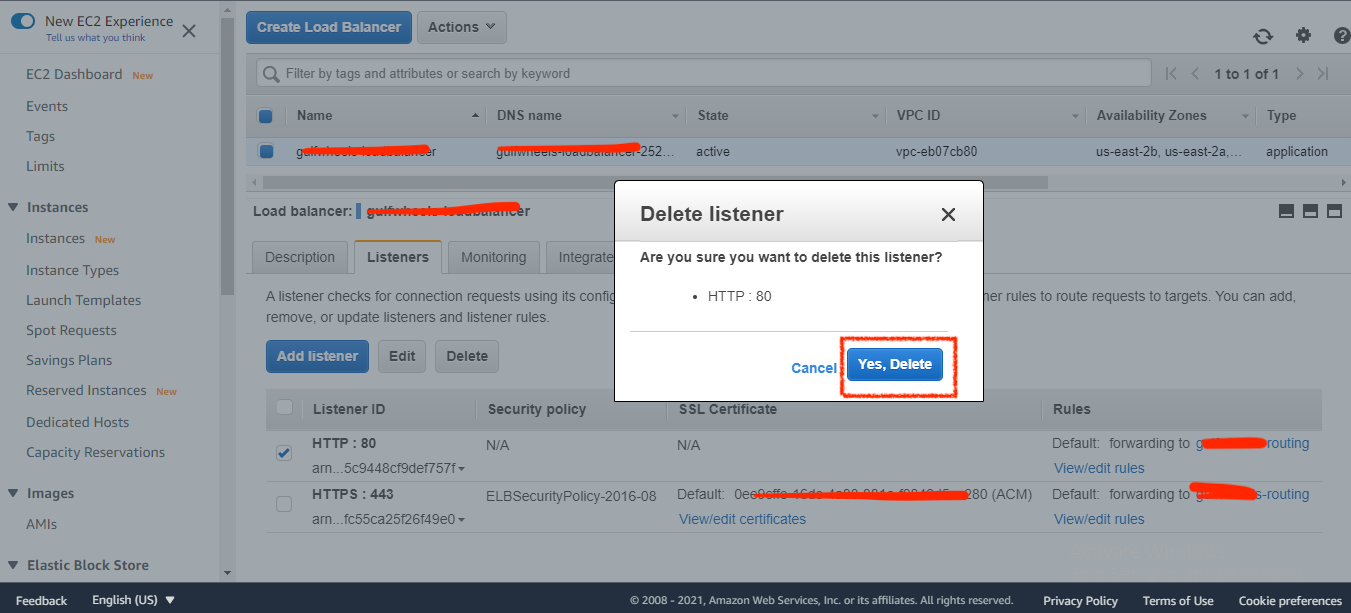 New EC2 Experience
Tell us what you think
EC2 Dashboard New
Events
Tags
Limits
Instances
Instances New
Instance Types
Launch Templates
Spot Requests
Savings Plans
Reserved Instances New
Dedicated Hosts
Capacity Reservations
Images
AMIs
Elastic Block Store
Create Load Balancer Actions
Filter by tags and attributes or search by keyword
1 to 1 of 1
Name DNS name State VPC ID Availability Zones Type
active vpc-eb07cb80 us-east-2b, us-east-2a,... application
Load balancer:
Description Listeners Monitoring Integrate
A listener checks for connection requests using its config ner rules to route requests to targets. You can add,
remove, or update listeners and listener rules.
Add listener Edit Delete
Delete listener
Are you sure you want to delete this listener?
• HTTP : 80
Cancel Yes, Delete
Listener ID Security policy SSL Certificate Rules
HTTP : 80 N/A N/A Default: forwarding to -routing
arn...5c9448cf9def757f View/edit rules
HTTPS : 443 ELBSecurityPolicy-2016-08 Default: 280 (ACM) Default: forwarding to s-routing
arn...fc55ca25f26f49e0 View/edit certificates View/edit rules
Feedback English (US) © 2008 - 2021, Amazon Web Services, Inc. or its affiliates. All rights reserved. Privacy Policy Terms of Use Cookie preferences